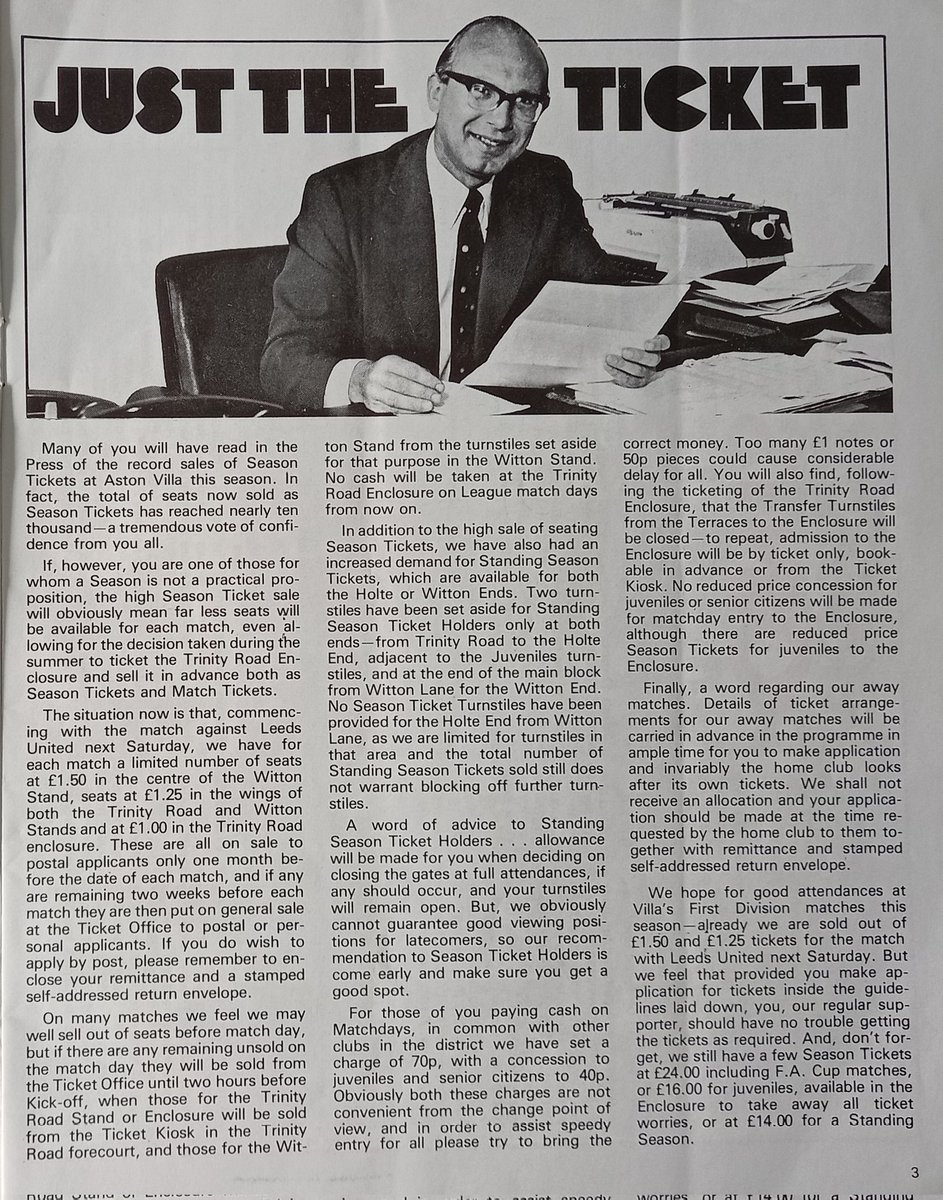 JUST THE TICKET
Many of you will have read in the
Press of the record sales of Season
Tickets at Aston Villa this season. In
fact, the total of seats now sold as
Season Tickets has reached nearly ten
thousand—a tremendous vote of confi-
dence from you all.
If, however, you are one of those for
whom a Season is not a practical pro-
position, the high Season Ticket sale
will obviously mean far less seats will
be available for each match, even al-
lowing for the decision taken during the
summer to ticket the Trinity Road En-
closure and sell it in advance both as
Season Tickets and Match Tickets.
The situation now is that, commenc-
ing with the match against Leeds
United next Saturday, we have for
each match a limited number of seats
at £1.50 in the centre of the Witton
Stand, seats at £1.25 in the wings of
both the Trinity Road and Witton
Stands and at £1.00 in the Trinity Road
enclosure. These are all on sale to
postal applicants only one month be-
fore the date of each match, and if any
are remaining two weeks before each
match they are then put on general sale
at the Ticket Office to postal or per-
sonal applicants. If you do wish to
apply by post, please remember to en-
close your remittance and a stamped
self-addressed return envelope.
On many matches we feel we may
well sell out of seats before match day,
but if there are any remaining unsold on
the match day they will be sold from
the Ticket Office until two hours before
Kick-off, when those for the Trinity
Road Stand or Enclosure will be sold
from the Ticket Kiosk in the Trinity
Road forecourt, and those for the Wit-
ton Stand from the turnstiles set aside
for that purpose in the Witton Stand.
No cash will be taken at the Trinity
Road Enclosure on League match days
from now on.
In addition to the high sale of seating
Season Tickets, we have also had an
increased demand for Standing Season
Tickets, which are available for both
the Holte or Witton Ends. Two turn-
stiles have been set aside for Standing
Season Ticket Holders only at both
ends—from Trinity Road to the Holte
End, adjacent to the Juveniles turn-
stiles, and at the end of the main block
from Witton Lane for the Witton End.
No Season Ticket Turnstiles have been
provided for the Holte End from Witton
Lane, as we are limited for turnstiles in
that area and the total number of
Standing Season Tickets sold still does
not warrant blocking off further turn-
stiles.
A word of advice to Standing
Season Ticket Holders . . . allowance
will be made for you when deciding on
closing the gates at full attendances, if
any should occur, and your turnstiles
will remain open. But, we obviously
cannot guarantee good viewing posi-
tions for latecomers, so our recom-
mendation to Season Ticket Holders is
come early and make sure you get a
good spot.
For those of you paying cash on
Matchdays, in common with other
clubs in the district we have set a
charge of 70p, with a concession to
juveniles and senior citizens to 40p.
Obviously both these charges are not
convenient from the change point of
view, and in order to assist speedy
entry for all please try to bring the
correct money. Too many £1 notes or
50p pieces could cause considerable
delay for all. You will also find, follow-
ing the ticketing of the Trinity Road
Enclosure, that the Transfer Turnstiles
from the Terraces to the Enclosure will
be closed—to repeat, admission to the
Enclosure will be by ticket only, book-
able in advance or from the Ticket
Kiosk. No reduced price concession for
juveniles or senior citizens will be made
for matchday entry to the Enclosure,
although there are reduced price
Season Tickets for juveniles to the
Enclosure.
Finally, a word regarding our away
matches. Details of ticket arrange-
ments for our away matches will be
carried in advance in the programme in
ample time for you to make application
and invariably the home club looks
after its own tickets. We shall not
receive an allocation and your applica-
tion should be made at the time re-
quested by the home club to them to-
gether with remittance and stamped
self-addressed return envelope.
We hope for good attendances at
Villa's First Division matches this
season—already we are sold out of
£1.50 and £1.25 tickets for the match
with Leeds United next Saturday. But
we feel that provided you make ap-
plication for tickets inside the guide-
lines laid down, you, our regular sup-
porter, should have no trouble getting
the tickets as required. And, don't for-
get, we still have a few Season Tickets
at £24.00 including F.A. Cup matches,
or £16.00 for juveniles, available in the
Enclosure to take away all ticket
worries, or at £14.00 for a Standing
Season.
3